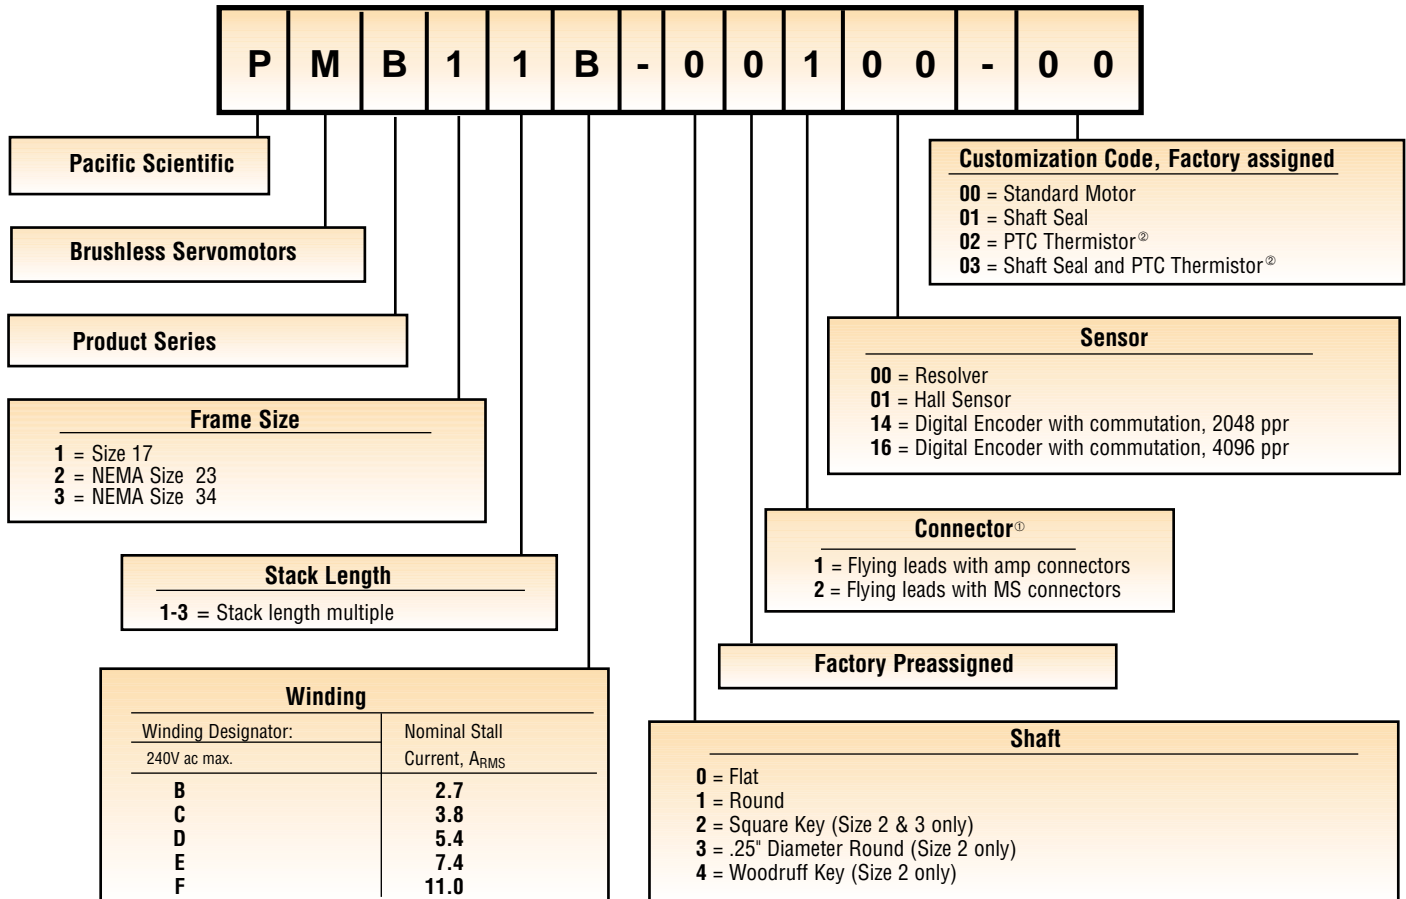 P M B 1 1 B - 0 0 1 0 0 - 0 0
Pacific Scientific
Brushless Servomotors
Product Series
Frame Size
1 = Size 17
2 = NEMA Size 23
3 = NEMA Size 34
Stack Length
1-3 = Stack length multiple
Winding
Winding Designator: Nominal Stall
240V ac max. Current, ARMS
B 2.7
C 3.8
D 5.4
E 7.4
F 11.0
Customization Code, Factory assigned
00 = Standard Motor
01 = Shaft Seal
02 = PTC Thermistor②
03 = Shaft Seal and PTC Thermistor②
Sensor
00 = Resolver
01 = Hall Sensor
14 = Digital Encoder with commutation, 2048 ppr
16 = Digital Encoder with commutation, 4096 ppr
Connector①
1 = Flying leads with amp connectors
2 = Flying leads with MS connectors
Factory Preassigned
Shaft
0 = Flat
1 = Round
2 = Square Key (Size 2 & 3 only)
3 = .25" Diameter Round (Size 2 only)
4 = Woodruff Key (Size 2 only)